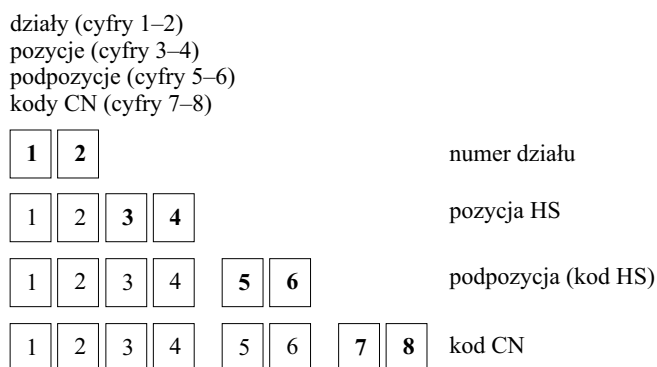 działy (cyfry 1–2)
pozycje (cyfry 3–4)
podpozycje (cyfry 5–6)
kody CN (cyfry 7–8)
1 2 numer działu
1 2 3 4 pozycja HS
1 2 3 4 5 6 podpozycja (kod HS)
1 2 3 4 5 6 7 8 kod CN